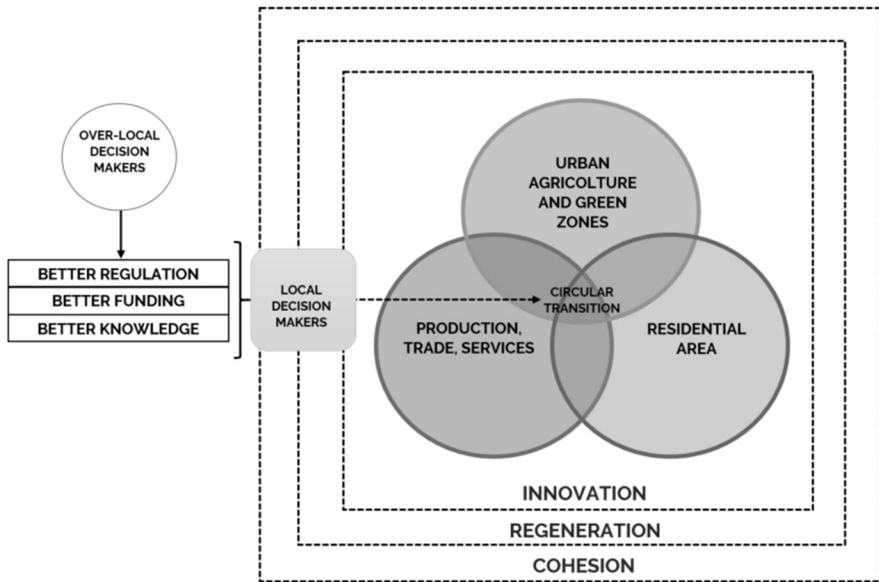 OVER-LOCAL
DECISION
MAKERS
BETTER REGULATION
BETTER FUNDING
BETTER KNOWLEDGE
LOCAL
DECISION
MAKERS
URBAN
AGRICOLTURE
AND GREEN
ZONES
CIRCULAR
TRANSITION
PRODUCTION,
TRADE, SERVICES
RESIDENTIAL
AREA
INNOVATION
REGENERATION
COHESION